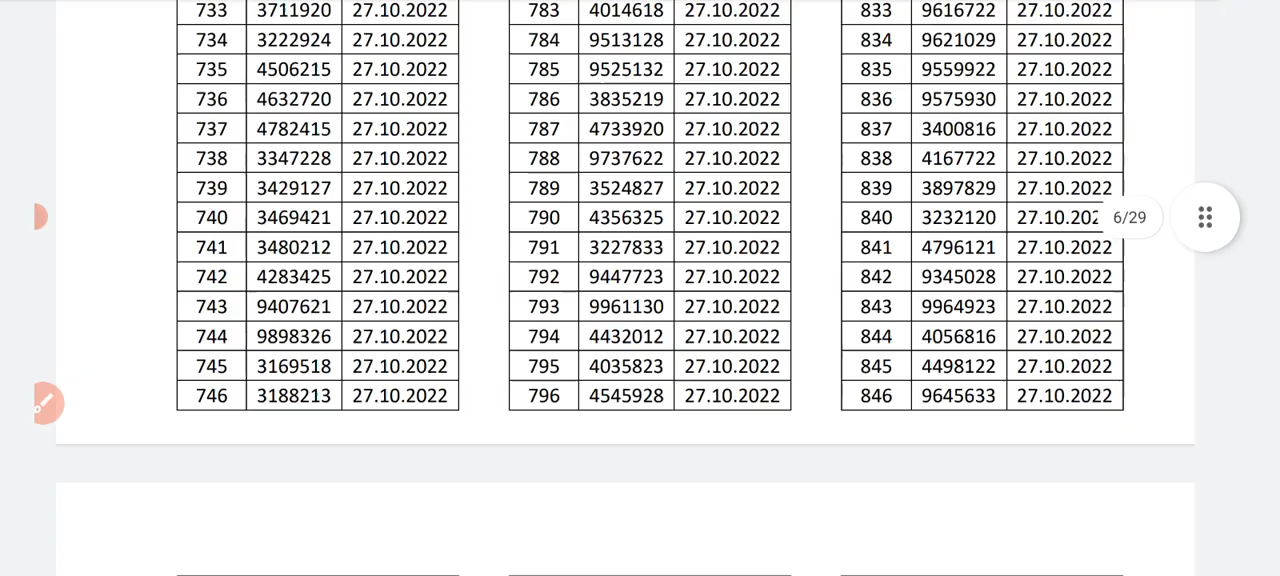 733 3711920 27.10.2022 783 4014618 27.10.2022 833 9616722 27.10.2022
734 3222924 27.10.2022 784 9513128 27.10.2022 834 9621029 27.10.2022
735 4506215 27.10.2022 785 9525132 27.10.2022 835 9559922 27.10.2022
736 4632720 27.10.2022 786 3835219 27.10.2022 836 9575930 27.10.2022
737 4782415 27.10.2022 787 4733920 27.10.2022 837 3400816 27.10.2022
738 3347228 27.10.2022 788 9737622 27.10.2022 838 4167722 27.10.2022
739 3429127 27.10.2022 789 3524827 27.10.2022 839 3897829 27.10.2022
740 3469421 27.10.2022 790 4356325 27.10.2022 840 3232120 27.10.202 6/29
741 3480212 27.10.2022 791 3227833 27.10.2022 841 4796121 27.10.2022
742 4283425 27.10.2022 792 9447723 27.10.2022 842 9345028 27.10.2022
743 9407621 27.10.2022 793 9961130 27.10.2022 843 9964923 27.10.2022
744 9898326 27.10.2022 794 4432012 27.10.2022 844 4056816 27.10.2022
745 3169518 27.10.2022 795 4035823 27.10.2022 845 4498122 27.10.2022
746 3188213 27.10.2022 796 4545928 27.10.2022 846 9645633 27.10.2022